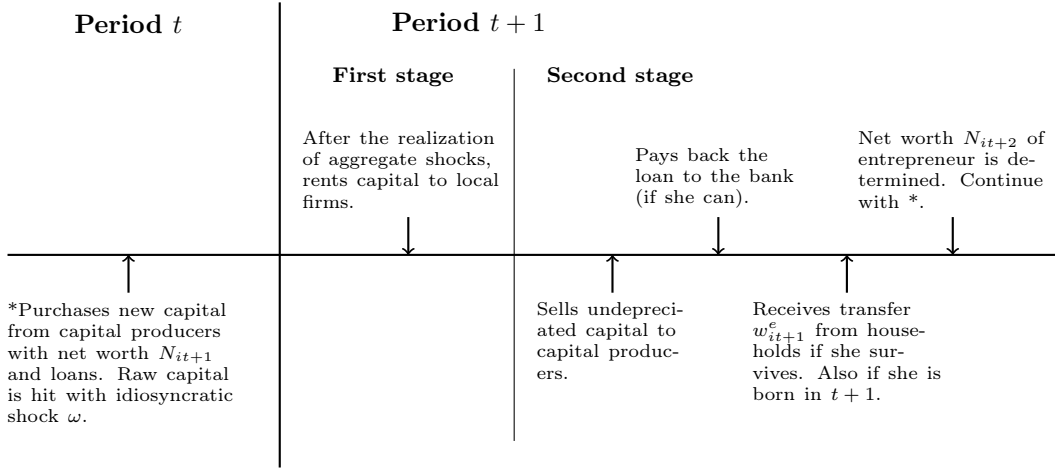 Period t
Period t + 1
First stage
Second stage
After the realization
of aggregate shocks,
rents capital to local
firms.
Pays back the
loan to the bank
(if she can).
Net worth N_{it+2} of
entrepreneur is de-
termined. Continue
with *.
*Purchases new capital
from capital producers
with net worth N_{it+1}
and loans. Raw capital
is hit with idiosyncratic
shock ω.
Sells undepreci-
ated capital to
capital produc-
ers.
Receives transfer
w^e_{it+1} from house-
holds if she sur-
vives. Also if she is
born in t + 1.